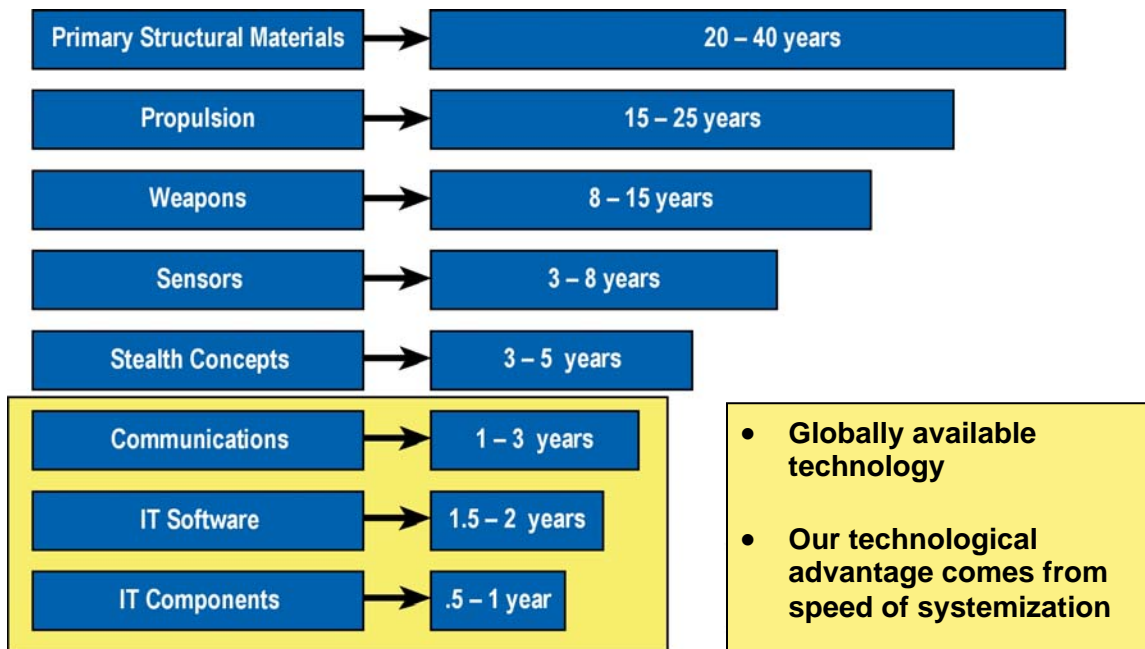 Primary Structural Materials
20 – 40 years
Propulsion
15 – 25 years
Weapons
8 – 15 years
Sensors
3 – 8 years
Stealth Concepts
3 – 5 years
Communications
1 – 3 years
IT Software
1.5 – 2 years
IT Components
.5 – 1 year
• Globally available
technology
• Our technological
advantage comes from
speed of systemization